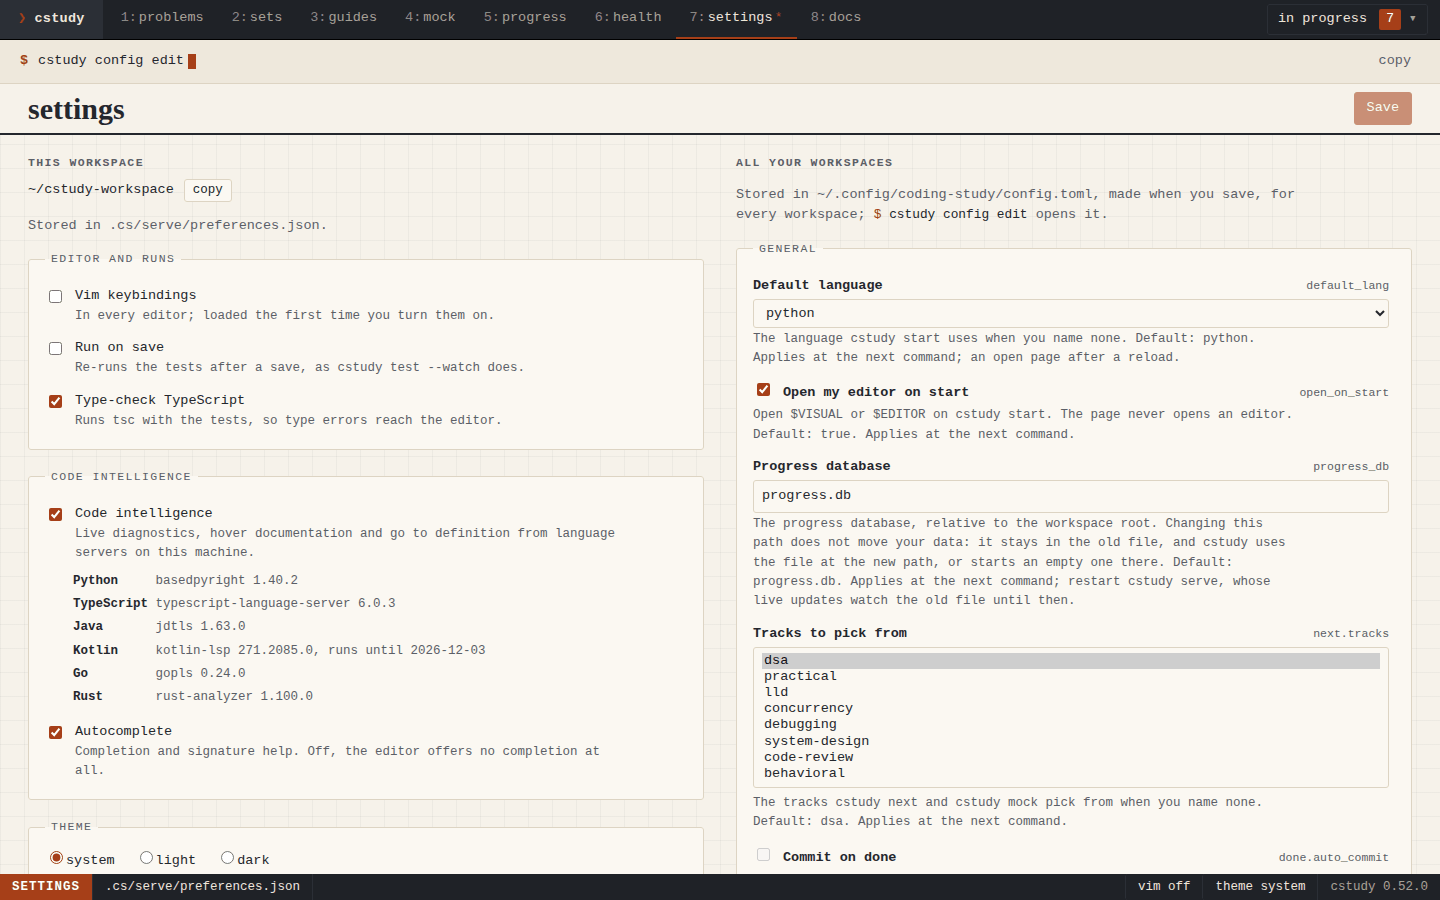 ❯ cstudy 1:problems 2:sets 3:guides 4:mock 5:progress 6:health 7:settings* 8:docs in progress 7 ▼
$ cstudy config edit copy
settings Save
THIS WORKSPACE
~/cstudy-workspace copy
Stored in .cs/serve/preferences.json.
EDITOR AND RUNS
Vim keybindings
In every editor; loaded the first time you turn them on.
Run on save
Re-runs the tests after a save, as cstudy test --watch does.
Type-check TypeScript
Runs tsc with the tests, so type errors reach the editor.
CODE INTELLIGENCE
Code intelligence
Live diagnostics, hover documentation and go to definition from language
servers on this machine.
Python basedpyright 1.40.2
TypeScript typescript-language-server 6.0.3
Java jdtls 1.63.0
Kotlin kotlin-lsp 271.2085.0, runs until 2026-12-03
Go gopls 0.24.0
Rust rust-analyzer 1.100.0
Autocomplete
Completion and signature help. Off, the editor offers no completion at
all.
THEME
system light dark
ALL YOUR WORKSPACES
Stored in ~/.config/coding-study/config.toml, made when you save, for
every workspace; $ cstudy config edit opens it.
GENERAL
Default language default_lang
python
The language cstudy start uses when you name none. Default: python.
Applies at the next command; an open page after a reload.
Open my editor on start open_on_start
Open $VISUAL or $EDITOR on cstudy start. The page never opens an editor.
Default: true. Applies at the next command.
Progress database progress_db
progress.db
The progress database, relative to the workspace root. Changing this
path does not move your data: it stays in the old file, and cstudy uses
the file at the new path, or starts an empty one there. Default:
progress.db. Applies at the next command; restart cstudy serve, whose
live updates watch the old file until then.
Tracks to pick from next.tracks
dsa
practical
lld
concurrency
debugging
system-design
code-review
behavioral
The tracks cstudy next and cstudy mock pick from when you name none.
Default: dsa. Applies at the next command.
Commit on done done.auto_commit
SETTINGS .cs/serve/preferences.json vim off theme system cstudy 0.52.0